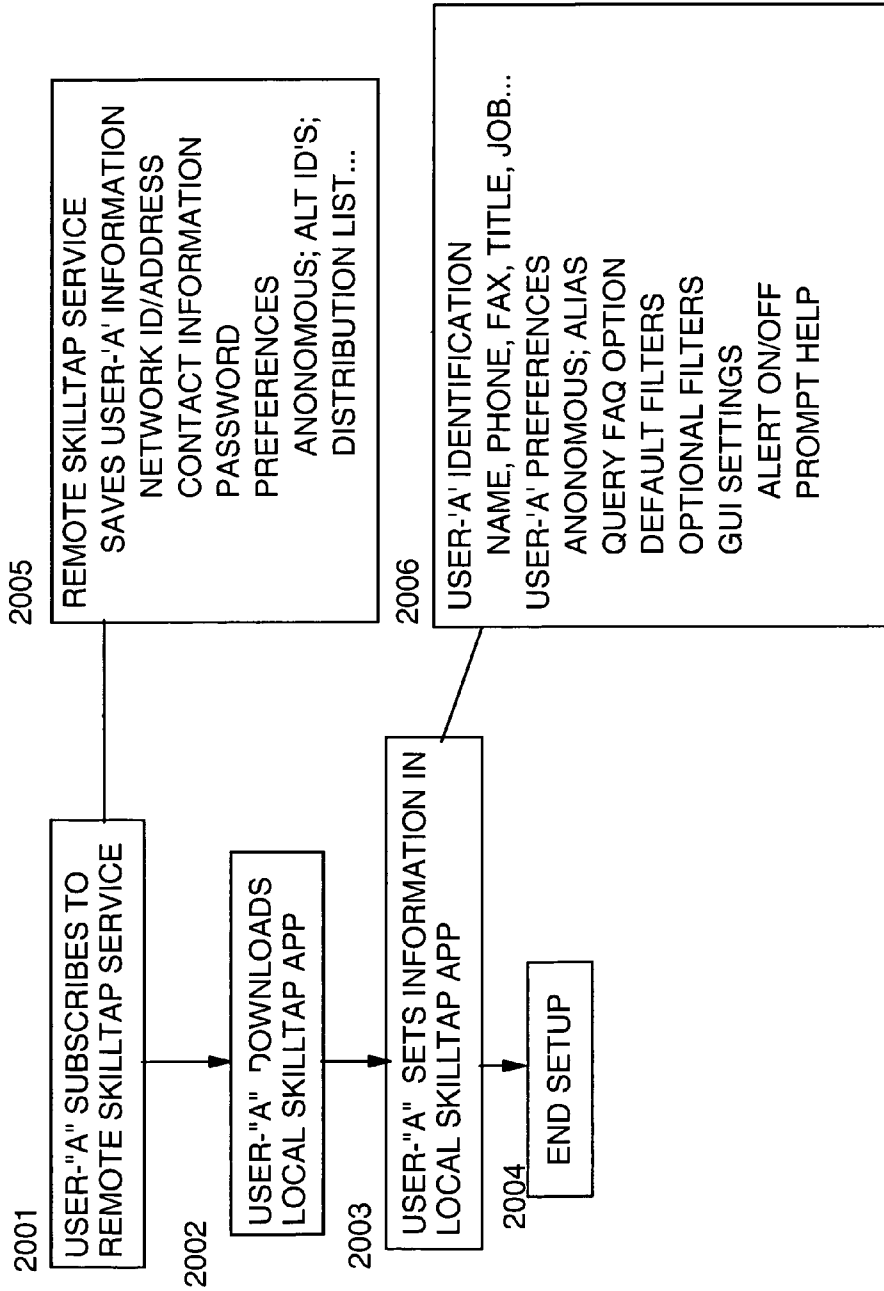 2001
USER-"A" SUBSCRIBES TO
REMOTE SKILLTAP SERVICE
2002
USER-"A" DOWNLOADS
LOCAL SKILLTAP APP
2003
USER-"A" SETS INFORMATION IN
LOCAL SKILLTAP APP
2004
END SETUP
2005
REMOTE SKILLTAP SERVICE
SAVES USER-'A' INFORMATION
NETWORK ID/ADDRESS
CONTACT INFORMATION
PASSWORD
PREFERENCES
ANONOMOUS; ALT ID'S;
DISTRIBUTION LIST...
2006
USER-'A' IDENTIFICATION
NAME, PHONE, FAX, TITLE, JOB...
USER-'A' PREFERENCES
ANONOMOUS; ALIAS
QUERY FAQ OPTION
DEFAULT FILTERS
OPTIONAL FILTERS
GUI SETTINGS
ALERT ON/OFF
PROMPT HELP